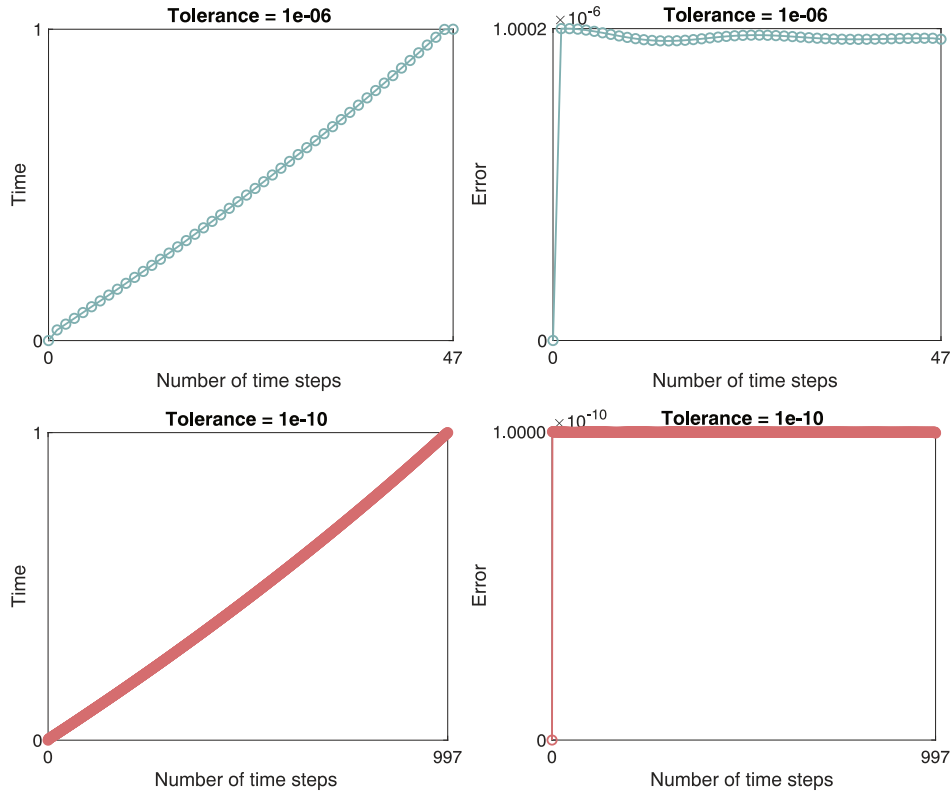 Tolerance = 1e-06
1
Time
0
0
47
Number of time steps
Tolerance = 1e-06
×10^-6
1.0002
Error
0
0
47
Number of time steps
Tolerance = 1e-10
1
Time
0
0
997
Number of time steps
Tolerance = 1e-10
×10^-10
1.0000
Error
0
0
997
Number of time steps